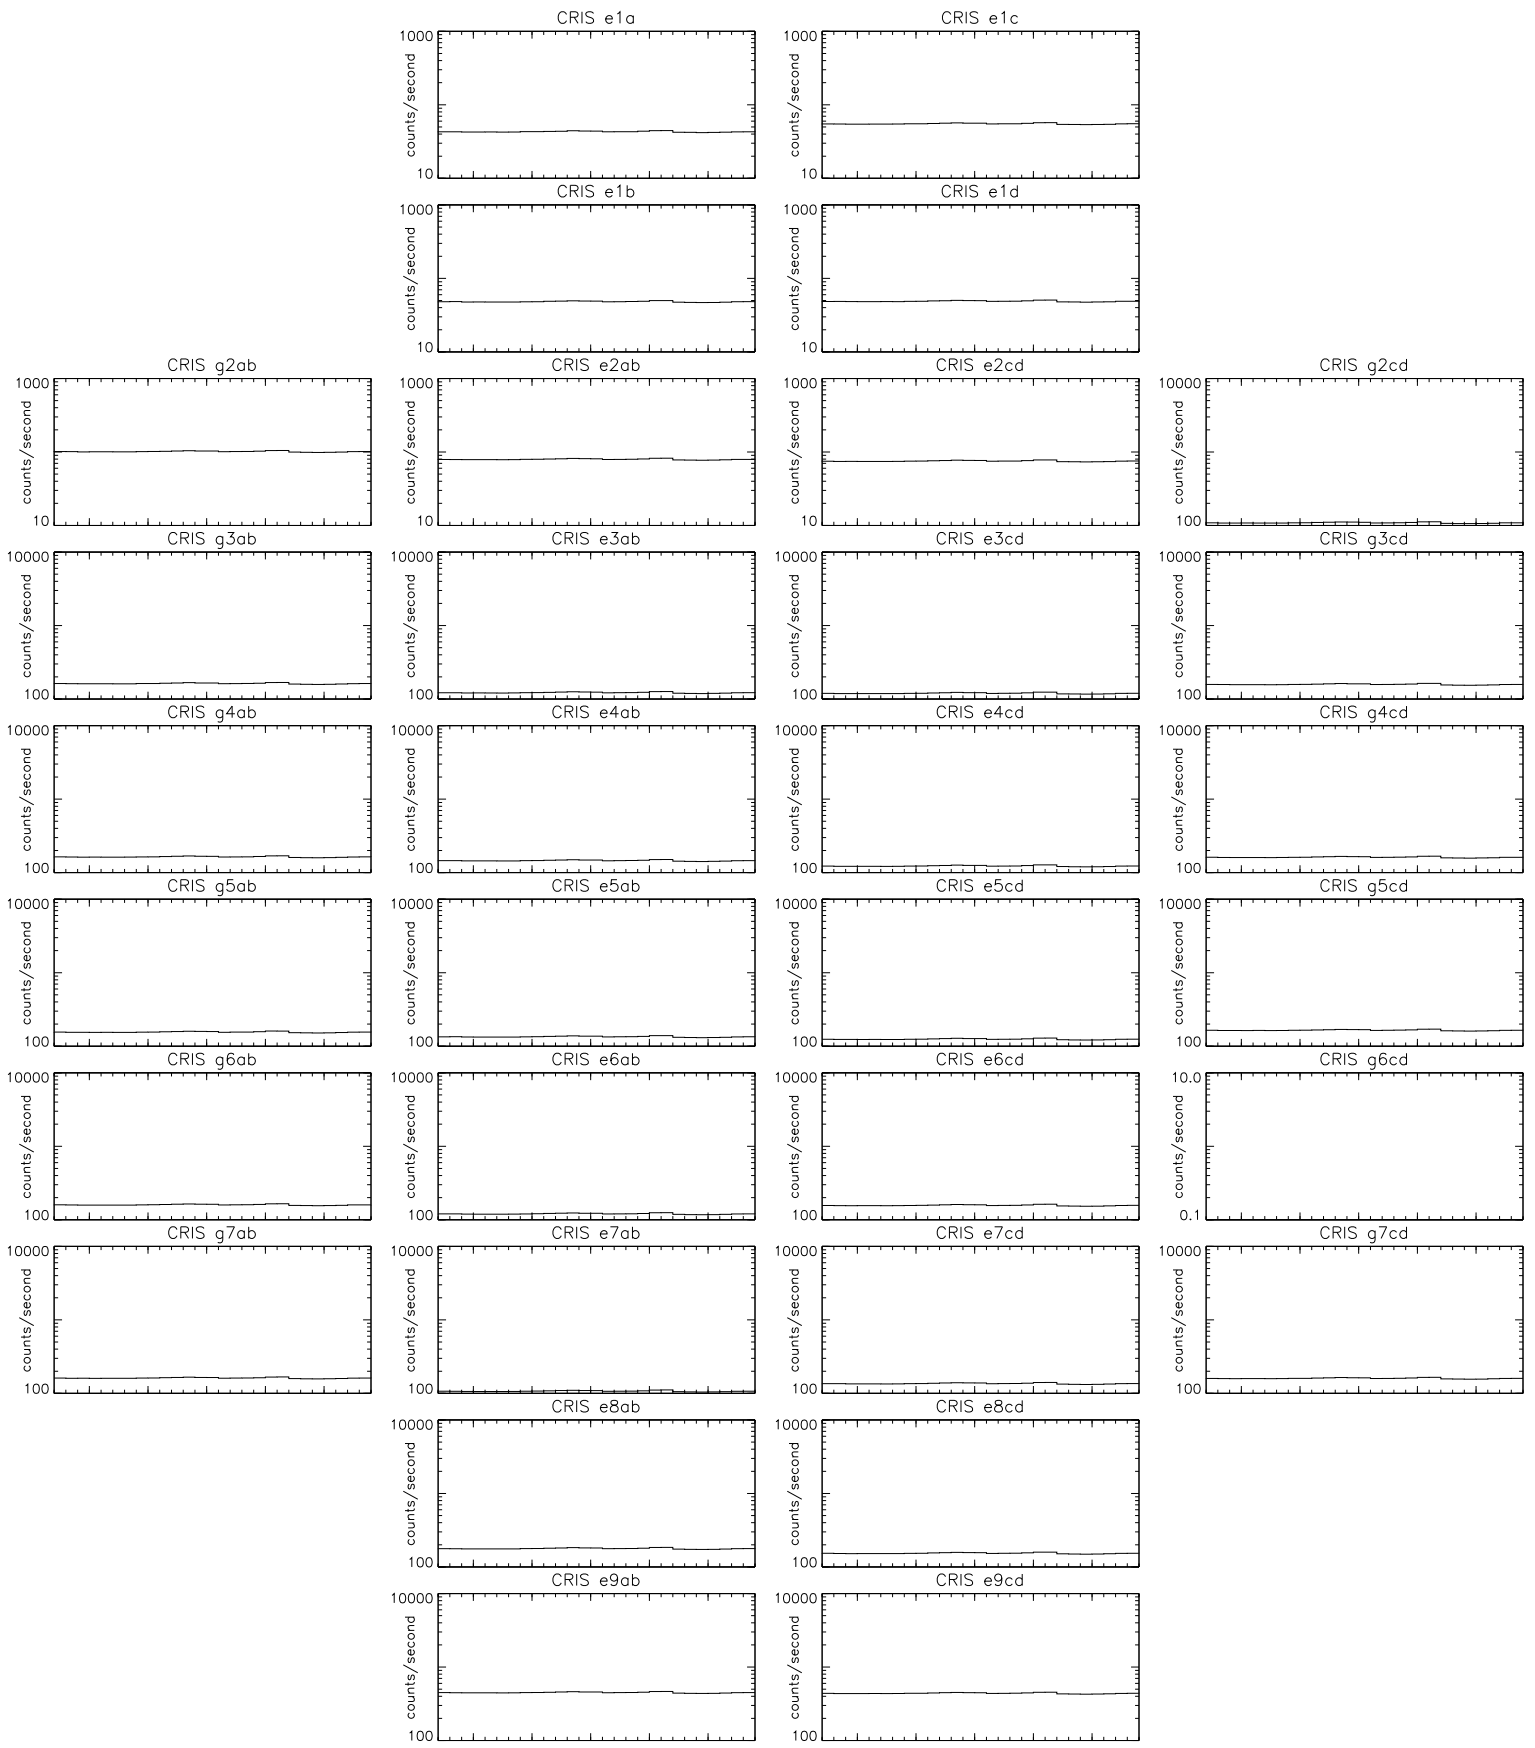 CRIS e1a
CRIS e1c
1000
counts/second
10
1000
counts/second
10
CRIS e1b
CRIS e1d
1000
counts/second
10
1000
counts/second
10
CRIS g2ab
CRIS e2ab
CRIS e2cd
CRIS g2cd
1000
counts/second
10
1000
counts/second
10
1000
counts/second
10
10000
counts/second
100
CRIS g3ab
CRIS e3ab
CRIS e3cd
CRIS g3cd
10000
counts/second
100
10000
counts/second
100
10000
counts/second
100
10000
counts/second
100
CRIS g4ab
CRIS e4ab
CRIS e4cd
CRIS g4cd
10000
counts/second
100
10000
counts/second
100
10000
counts/second
100
10000
counts/second
100
CRIS g5ab
CRIS e5ab
CRIS e5cd
CRIS g5cd
10000
counts/second
100
10000
counts/second
100
10000
counts/second
100
10000
counts/second
100
CRIS g6ab
CRIS e6ab
CRIS e6cd
CRIS g6cd
10000
counts/second
100
10000
counts/second
100
10000
counts/second
100
10.0
counts/second
0.1
CRIS g7ab
CRIS e7ab
CRIS e7cd
CRIS g7cd
10000
counts/second
100
10000
counts/second
100
10000
counts/second
100
10000
counts/second
100
CRIS e8ab
CRIS e8cd
10000
counts/second
100
10000
counts/second
100
CRIS e9ab
CRIS e9cd
10000
counts/second
100
10000
counts/second
100